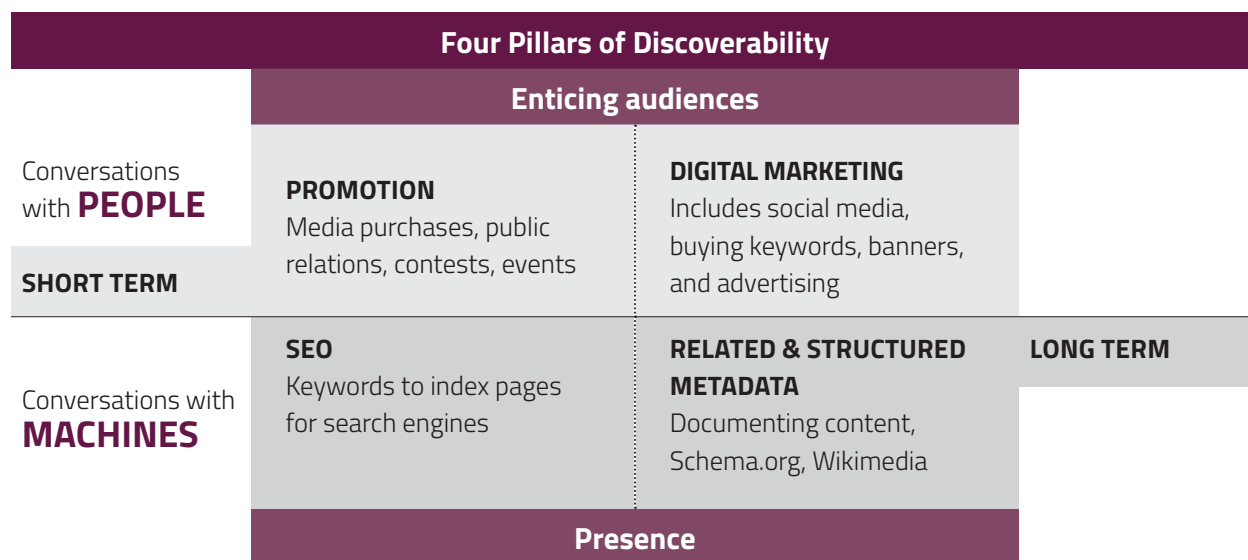 Four Pillars of Discoverability
Enticing audiences
Conversations
with PEOPLE
SHORT TERM
PROMOTION
Media purchases, public
relations, contests, events
DIGITAL MARKETING
Includes social media,
buying keywords, banners,
and advertising
Conversations with
MACHINES
SEO
Keywords to index pages
for search engines
RELATED & STRUCTURED
METADATA
Documenting content,
Schema.org, Wikimedia
LONG TERM
Presence